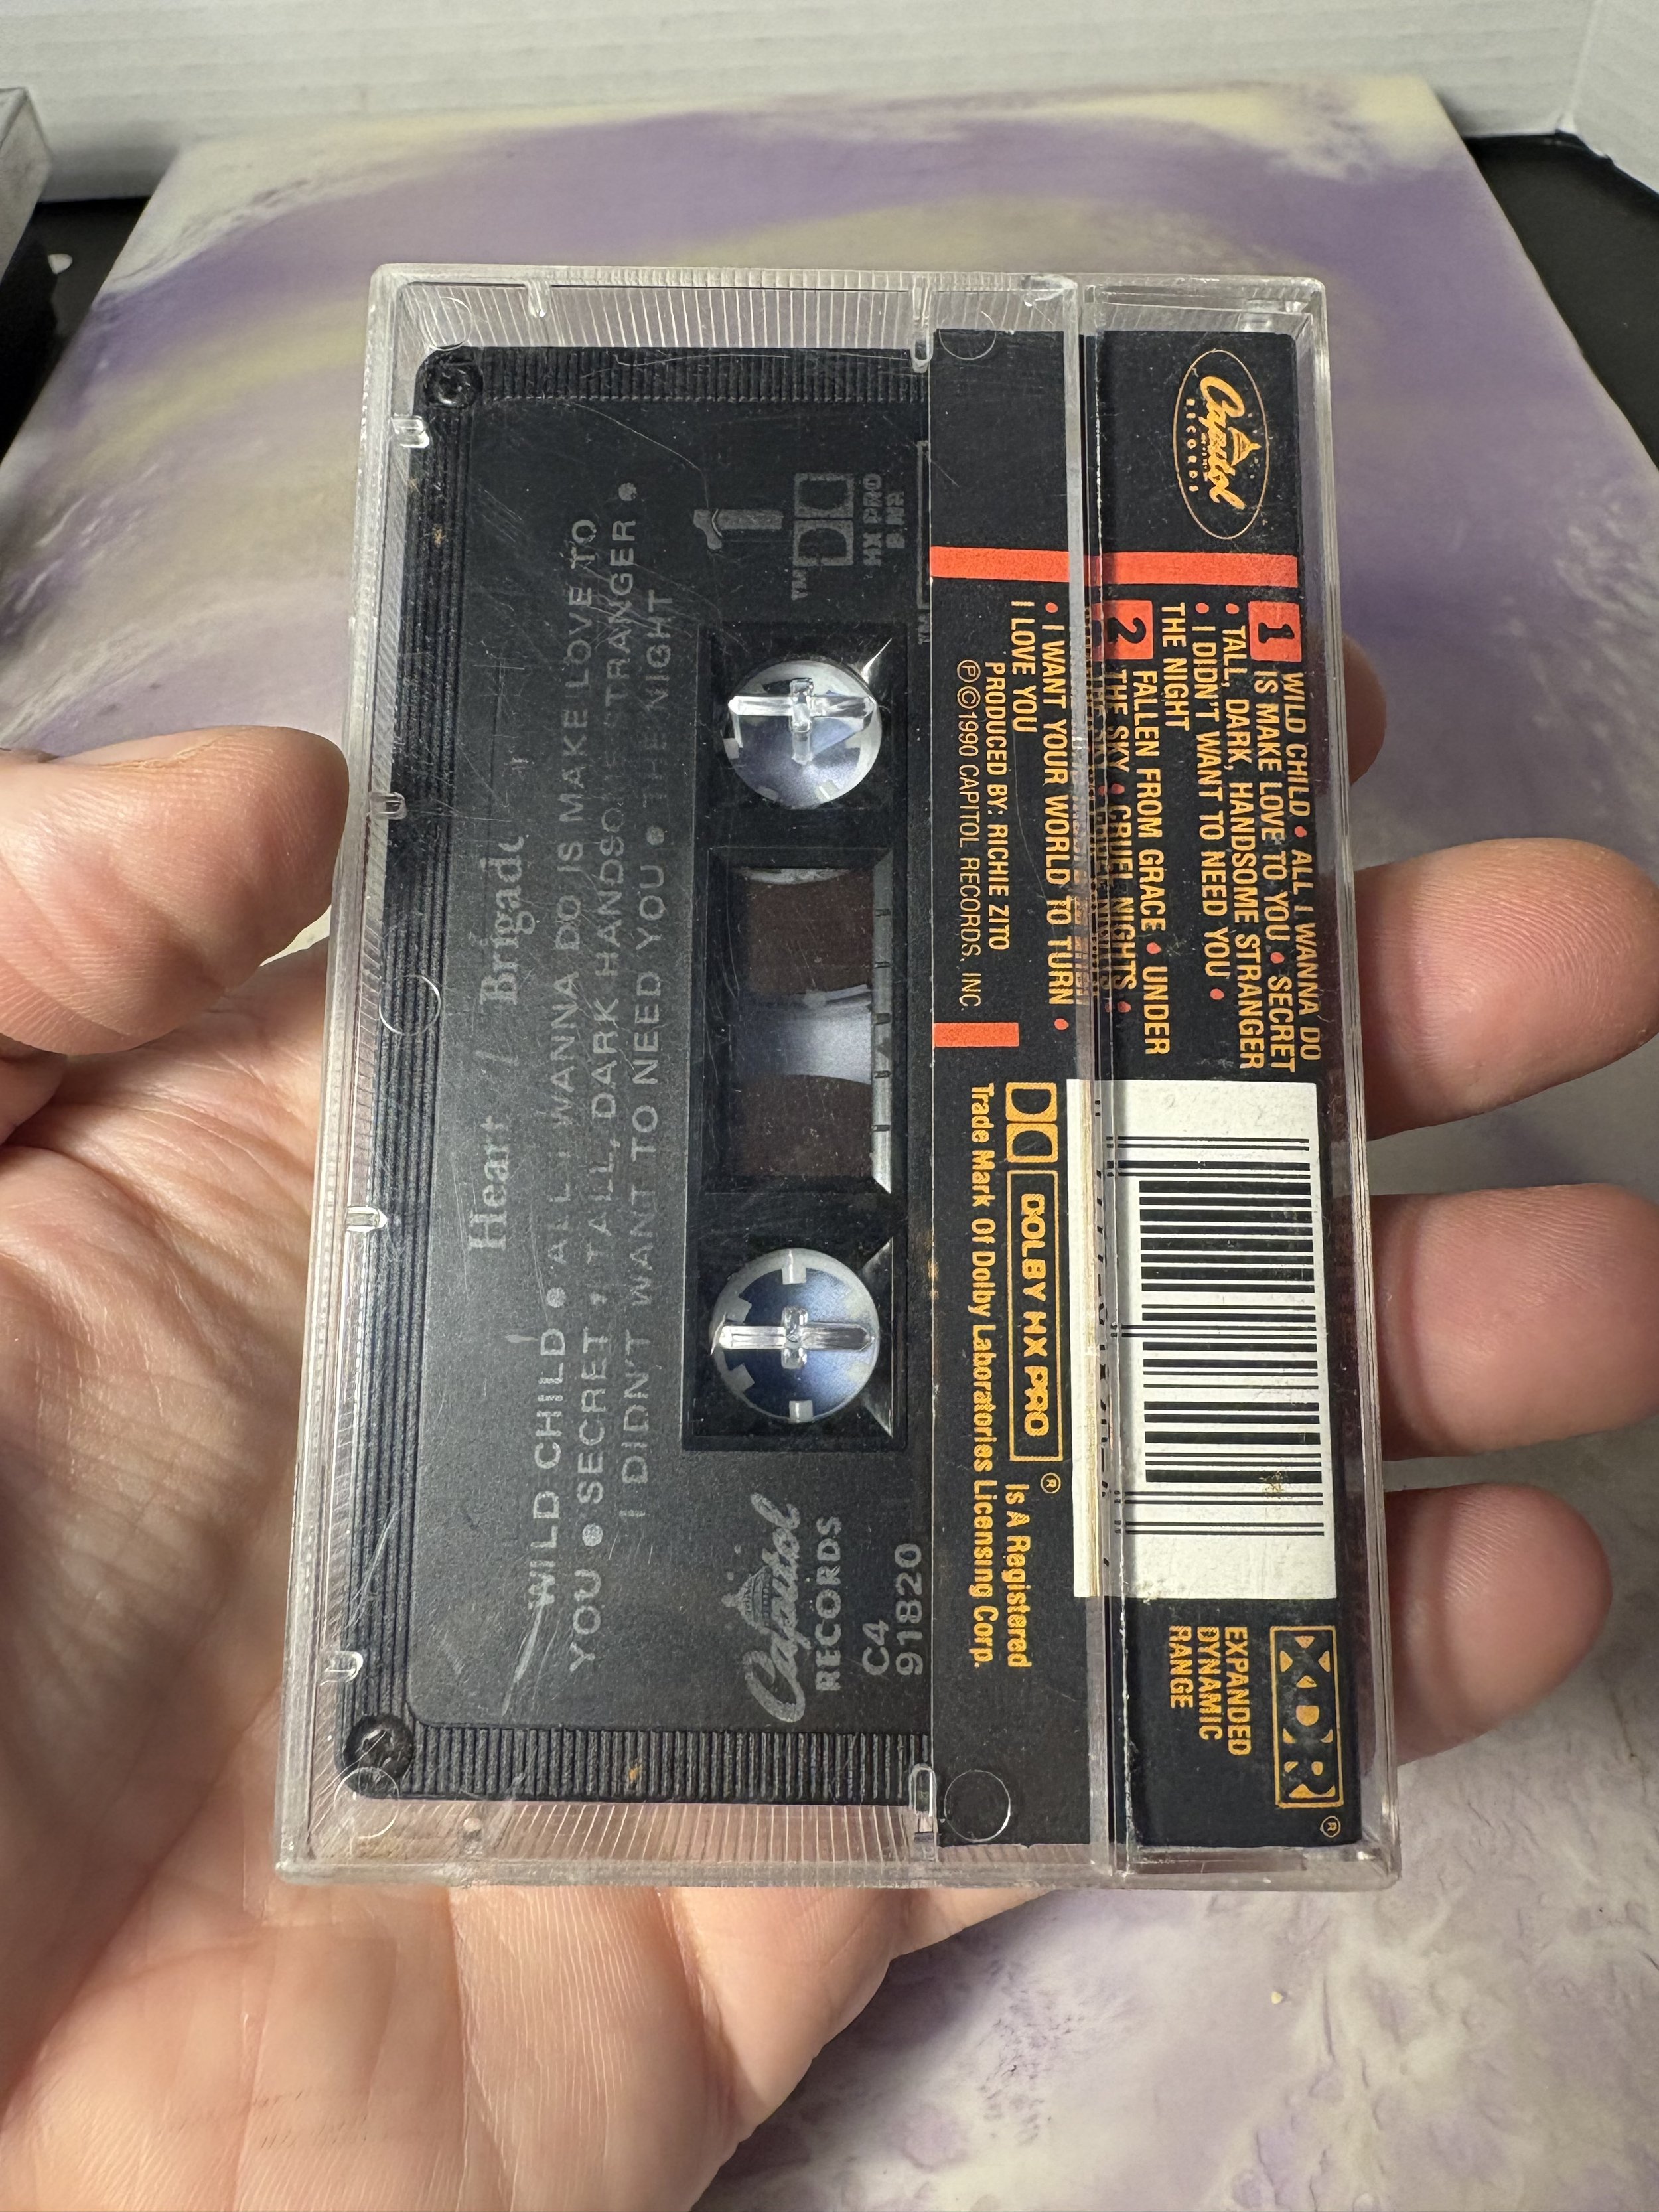 Heart / Brigade
WILD CHILD • ALL I WANNA DO IS MAKE LOVE TO
YOU • SECRET • TALL, DARK HANDSOME STRANGER •
I DIDN'T WANT TO NEED YOU • THE NIGHT
1
™
HX PRO
B NR
Capitol
RECORDS
C4
91820
Capitol
RECORDS
1 WILD CHILD • ALL I WANNA DO
IS MAKE LOVE TO YOU • SECRET
• TALL, DARK, HANDSOME STRANGER
• I DIDN'T WANT TO NEED YOU •
THE NIGHT
2 FALLEN FROM GRACE • UNDER
THE SKY • CRUEL NIGHTS •
• I WANT YOUR WORLD TO TURN •
I LOVE YOU
PRODUCED BY: RICHIE ZITO
℗©1990 CAPITOL RECORDS, INC.
DOLBY HX PRO ® Is A Registered
Trade Mark Of Dolby Laboratories Licensing Corp.
XDR®
EXPANDED
DYNAMIC
RANGE